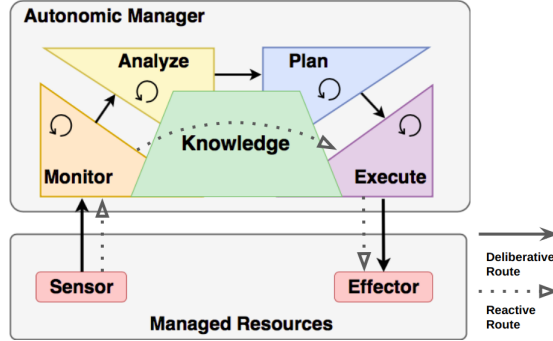 Autonomic Manager
Analyze
Plan
Knowledge
Monitor
Execute
Sensor
Effector
Managed Resources
Deliberative
Route
Reactive
Route